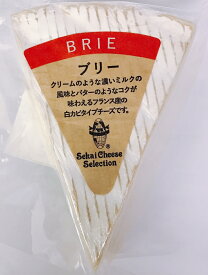 BRIE
ブリー
クリームのような濃いミルクの
風味とバターのようなコクが
味わえるフランス産の
白カビタイプチーズです。
®
Sekai Cheese
Selection